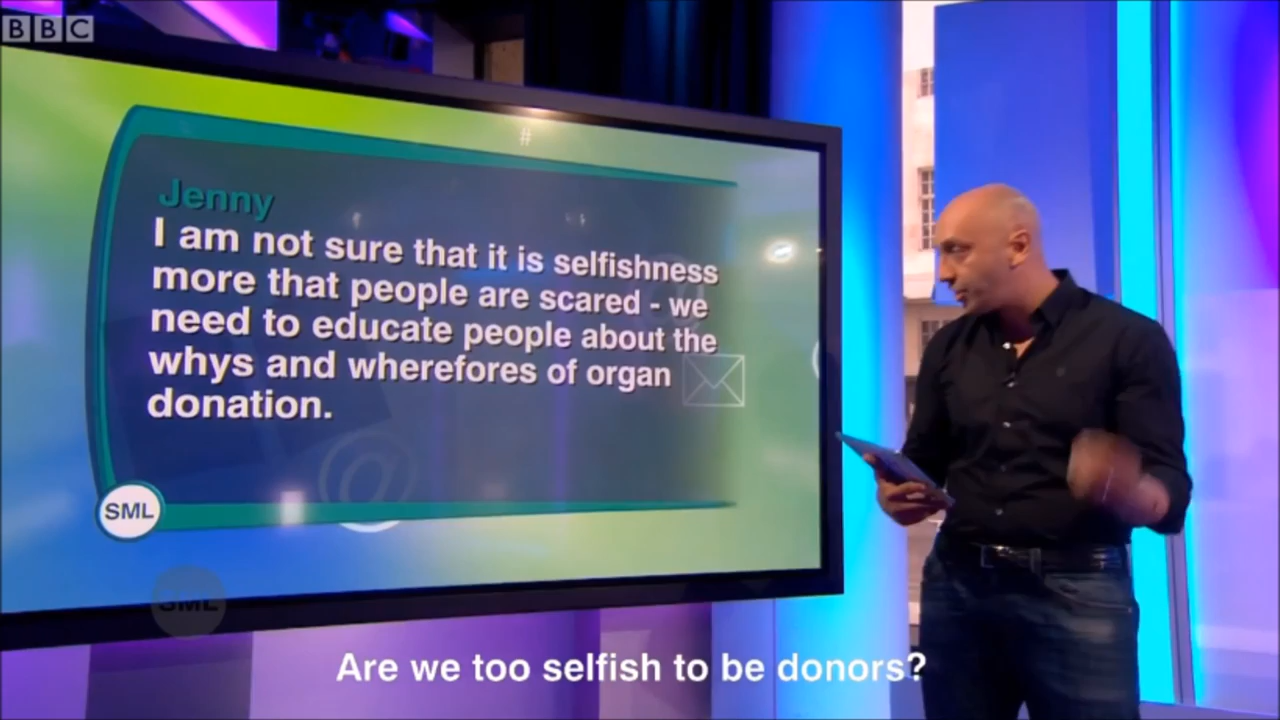 BBC
#
Jenny
I am not sure that it is selfishness
more that people are scared - we
need to educate people about the
whys and wherefores of organ
donation.
@
SML
SML
Are we too selfish to be donors?